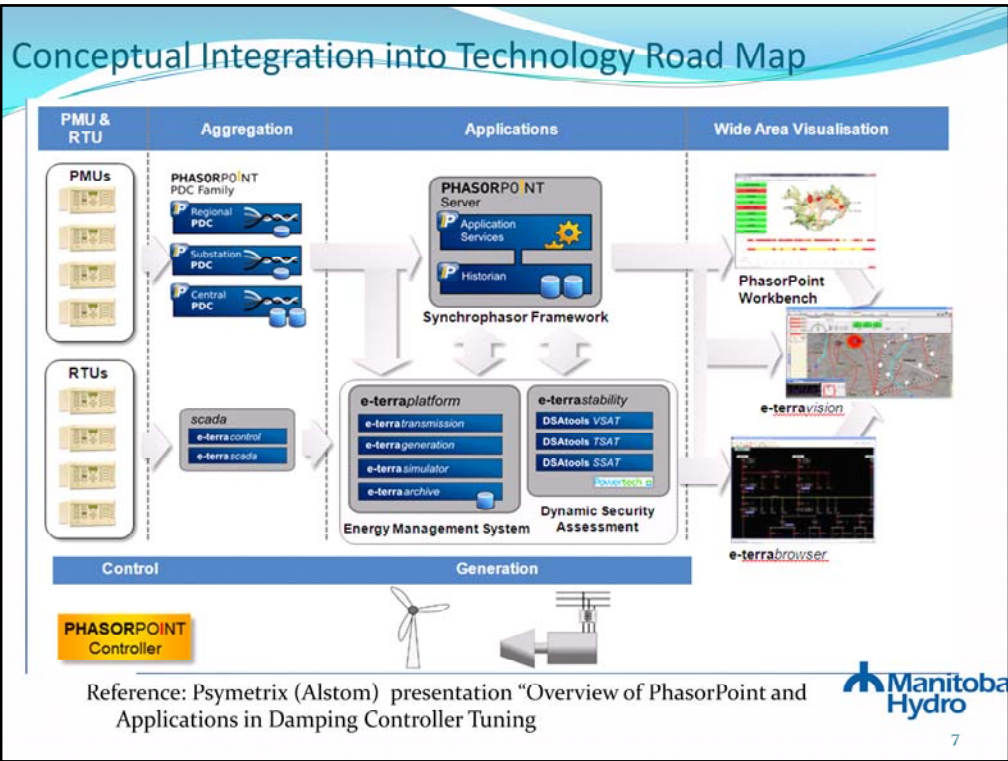 Conceptual Integration into Technology Road Map
PMU &
RTU
Aggregation
Applications
Wide Area Visualisation
PMUs
PHASORPOINT
PDC Family
Regional
PDC
Substation
PDC
Central
PDC
PHASORPOINT
Server
Application
Services
Historian
Synchrophasor Framework
PhasorPoint
Workbench
e-terravision
RTUs
scada
e-terracontrol
e-terrascada
e-terraplatform
e-terratransmission
e-terrageneration
e-terrasimulator
e-terraarchive
Energy Management System
e-terrastability
DSAtools VSAT
DSAtools TSAT
DSAtools SSAT
Powertech
Dynamic Security
Assessment
e-terrabrowser
Control
Generation
PHASORPOINT
Controller
Reference: Psymetrix (Alstom) presentation “Overview of PhasorPoint and
Applications in Damping Controller Tuning
Manitoba
Hydro
7